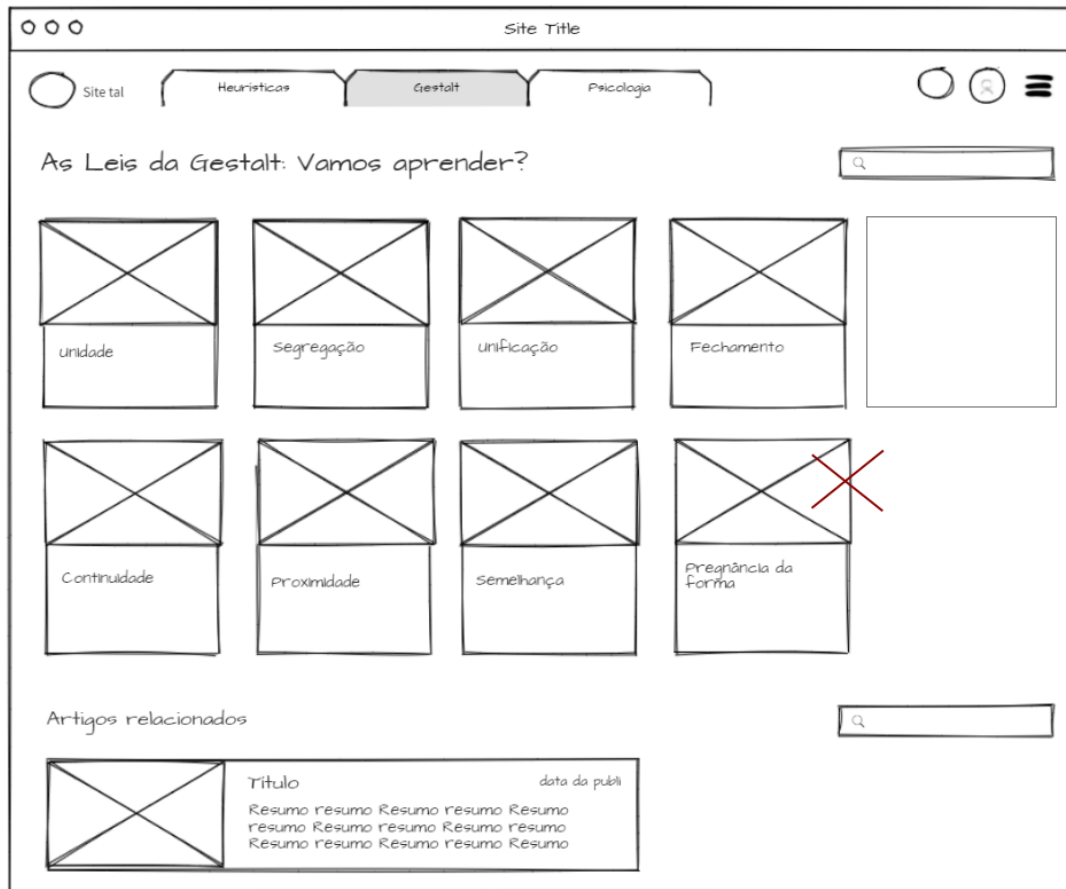 Site Title
Site tal
Heurísticas
Gestalt
Psicologia
As Leis da Gestalt: Vamos aprender?
Unidade
Segregação
Unificação
Fechamento
Continuidade
Proximidade
Semelhança
Pregnância da
forma
Artigos relacionados
Título
data da publi
Resumo resumo Resumo resumo Resumo
resumo Resumo resumo Resumo resumo
Resumo resumo Resumo resumo Resumo